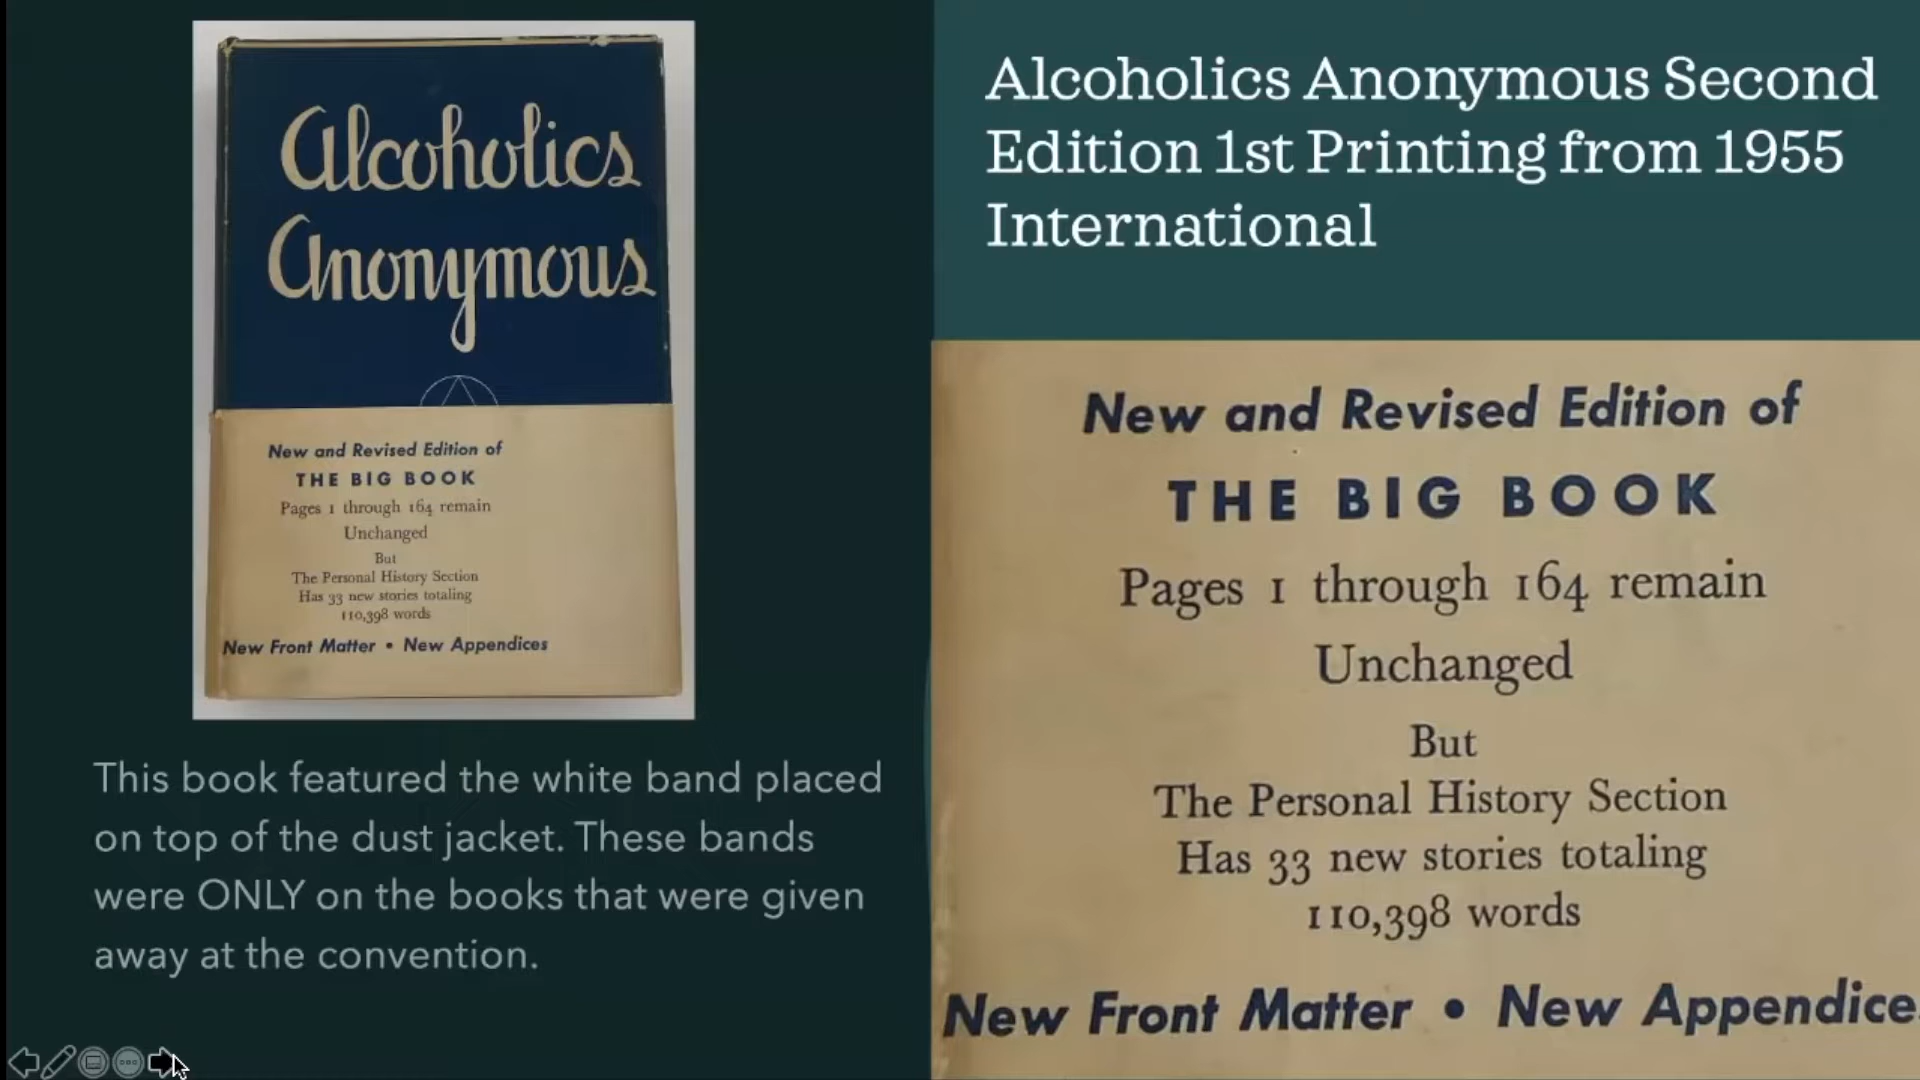 Alcoholics
Anonymous
New and Revised Edition of
THE BIG BOOK
Pages 1 through 164 remain
Unchanged
But
The Personal History Section
Has 33 new stories totaling
110,398 words
New Front Matter • New Appendices
This book featured the white band placed
on top of the dust jacket. These bands
were ONLY on the books that were given
away at the convention.
Alcoholics Anonymous Second
Edition 1st Printing from 1955
International
New and Revised Edition of
THE BIG BOOK
Pages 1 through 164 remain
Unchanged
But
The Personal History Section
Has 33 new stories totaling
110,398 words
New Front Matter • New Appendice